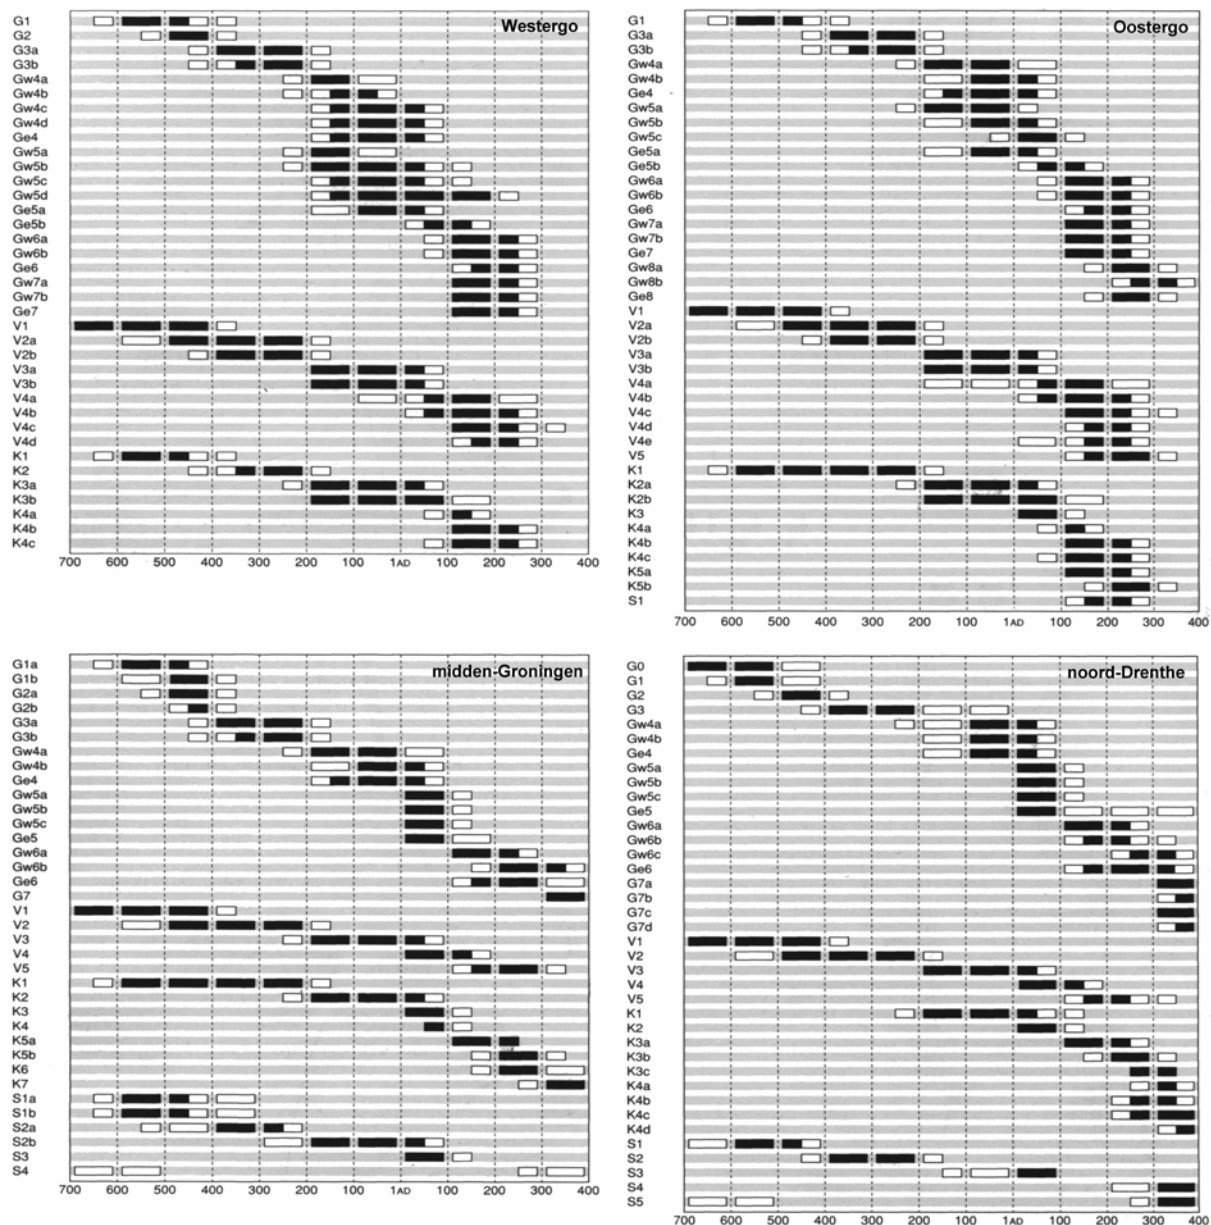 Westergo
G1
G2
G3a
G3b
Gw4a
Gw4b
Gw4c
Gw4d
Ge4
Gw5a
Gw5b
Gw5c
Gw5d
Ge5a
Ge5b
Gw6a
Gw6b
Ge6
Gw7a
Gw7b
Ge7
V1
V2a
V2b
V3a
V3b
V4a
V4b
V4c
V4d
K1
K2
K3a
K3b
K4a
K4b
K4c
700 600 500 400 300 200 100 1AD 100 200 300 400
Oostergo
G1
G3a
G3b
Gw4a
Gw4b
Ge4
Gw5a
Gw5b
Gw5c
Ge5a
Ge5b
Gw6a
Gw6b
Ge6
Gw7a
Gw7b
Ge7
Gw8a
Gw8b
Ge8
V1
V2a
V2b
V3a
V3b
V4a
V4b
V4c
V4d
V4e
V5
K1
K2a
K2b
K3
K4a
K4b
K4c
K5a
K5b
S1
700 600 500 400 300 200 100 1AD 100 200 300 400
midden-Groningen
G1a
G1b
G2a
G2b
G3a
G3b
Gw4a
Gw4b
Ge4
Gw5a
Gw5b
Gw5c
Ge5
Gw6a
Gw6b
Ge6
G7
V1
V2
V3
V4
V5
K1
K2
K3
K4
K5a
K5b
K6
K7
S1a
S1b
S2a
S2b
S3
S4
700 600 500 400 300 200 100 1AD 100 200 300 400
noord-Drenthe
G0
G1
G2
G3
Gw4a
Gw4b
Ge4
Gw5a
Gw5b
Gw5c
Ge5
Gw6a
Gw6b
Gw6c
Ge6
G7a
G7b
G7c
G7d
V1
V2
V3
V4
V5
K1
K2
K3a
K3b
K3c
K4a
K4b
K4c
K4d
S1
S2
S3
S4
S5
700 600 500 400 300 200 100 1AD 100 200 300 400